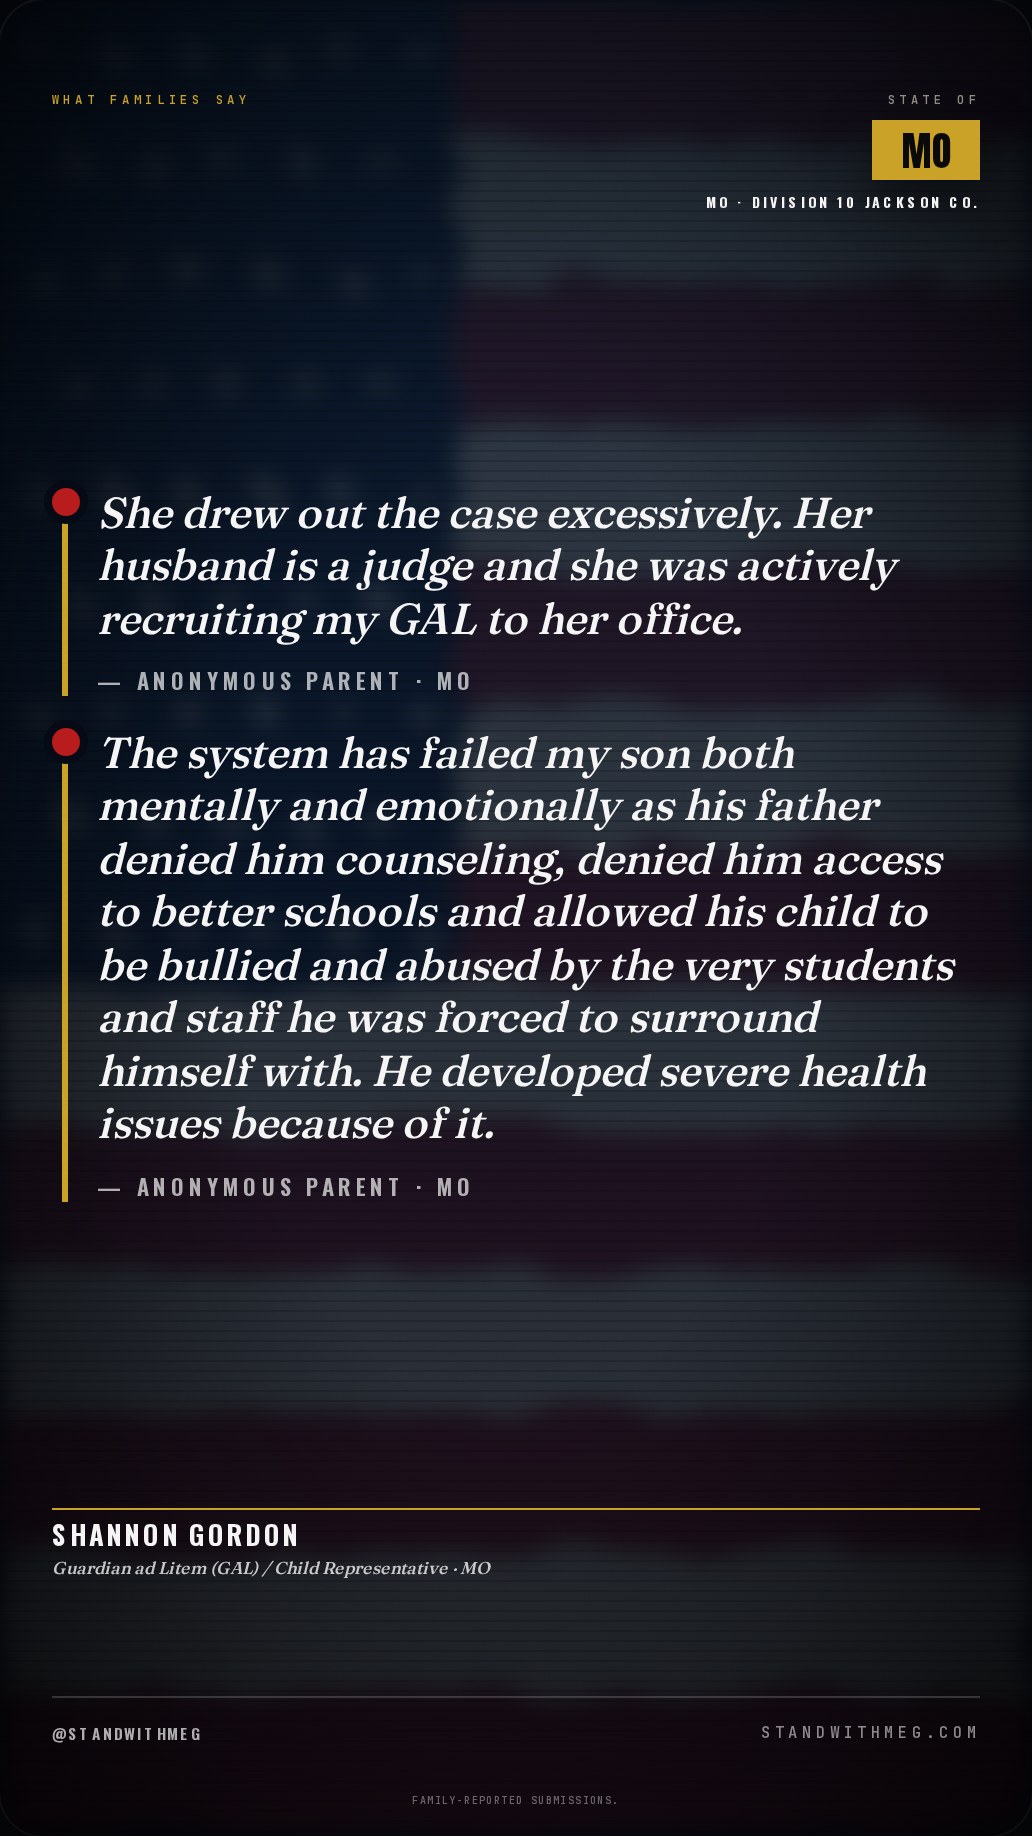 WHAT FAMILIES SAY
STATE OF
MO
MO · DIVISION 10 JACKSON CO.
She drew out the case excessively. Her
husband is a judge and she was actively
recruiting my GAL to her office.
— ANONYMOUS PARENT · MO
The system has failed my son both
mentally and emotionally as his father
denied him counseling, denied him access
to better schools and allowed his child to
be bullied and abused by the very students
and staff he was forced to surround
himself with. He developed severe health
issues because of it.
— ANONYMOUS PARENT · MO
SHANNON GORDON
Guardian ad Litem (GAL) / Child Representative · MO
@STANDWITHMEG
STANDWITHMEG.COM
FAMILY-REPORTED SUBMISSIONS.